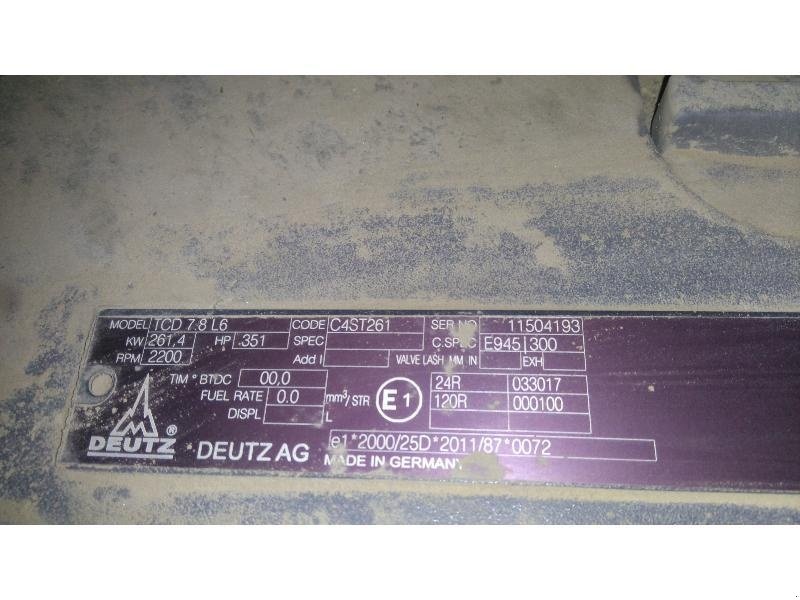 MODEL TCD 7.8 L6 CODE C4ST261 SER NO 11504193
KW 261,4 HP 351 SPEC C.SPEC E945 300
RPM 2200 Add I VALVE LASH MM IN EXH
TIM ° BTDC 00,0 24R 033017
FUEL RATE 0.0 mm³/STR E1 120R 000100
DISPL L
DEUTZ ® DEUTZ AG e1*2000/25D*2011/87*0072
MADE IN GERMANY